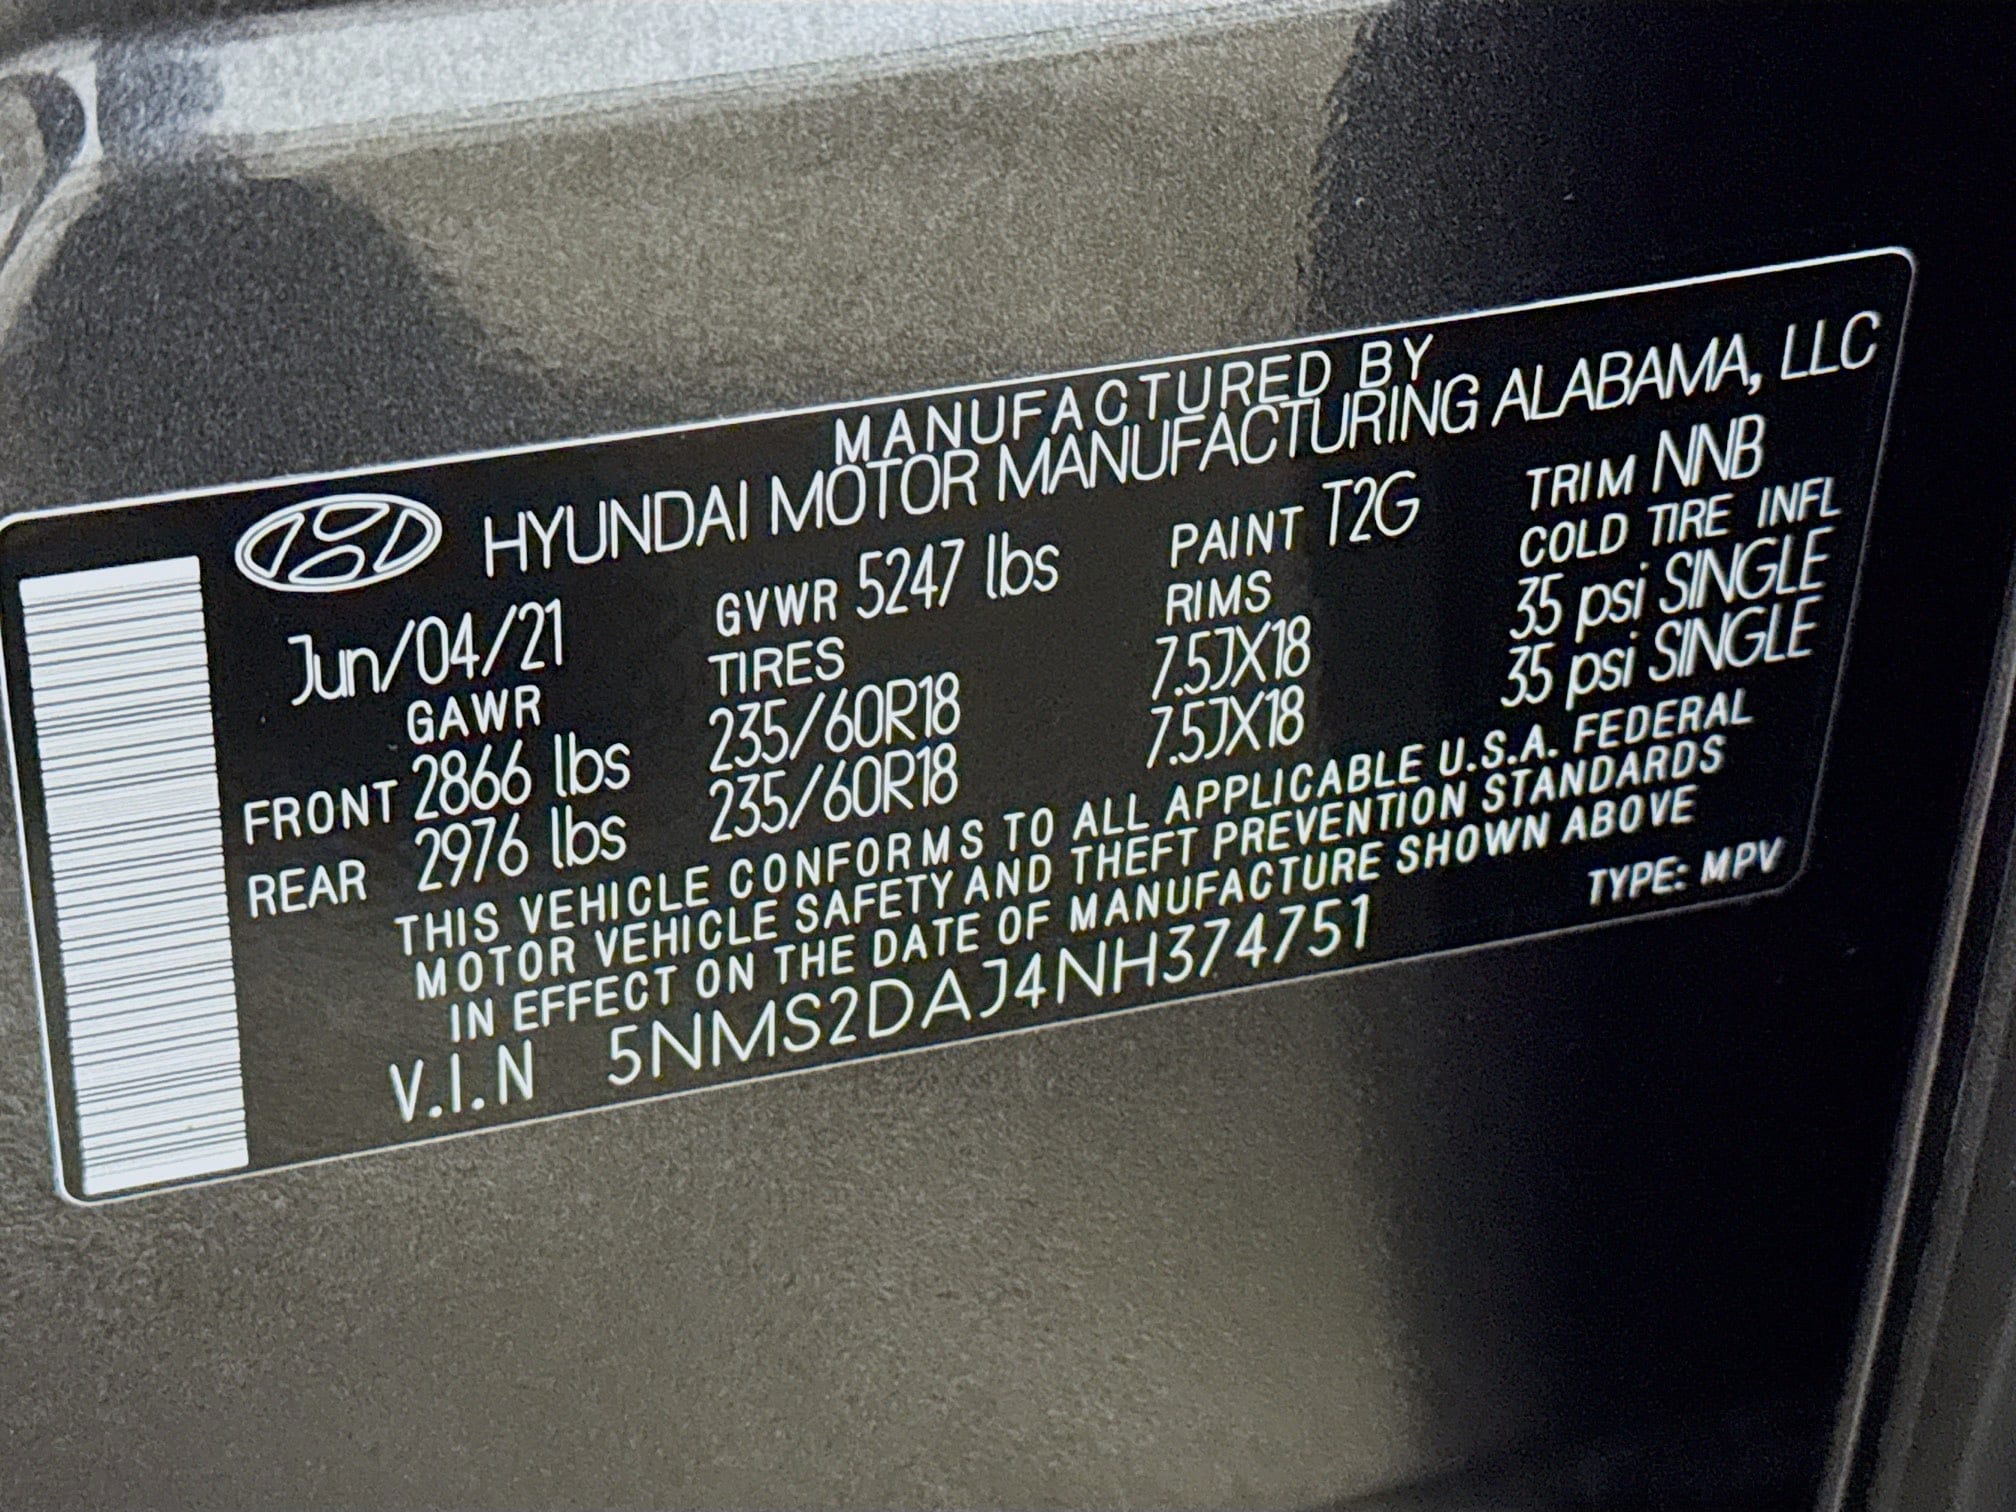 MANUFACTURED BY
HYUNDAI MOTOR MANUFACTURING ALABAMA, LLC
Jun/04/21 GVWR 5247 lbs PAINT T2G TRIM NNB
GAWR TIRES RIMS COLD TIRE INFL
FRONT 2866 lbs 235/60R18 7.5JX18 35 psi SINGLE
REAR 2976 lbs 235/60R18 7.5JX18 35 psi SINGLE
THIS VEHICLE CONFORMS TO ALL APPLICABLE U.S.A. FEDERAL
MOTOR VEHICLE SAFETY AND THEFT PREVENTION STANDARDS
IN EFFECT ON THE DATE OF MANUFACTURE SHOWN ABOVE
V.I.N 5NMS2DAJ4NH374751 TYPE: MPV